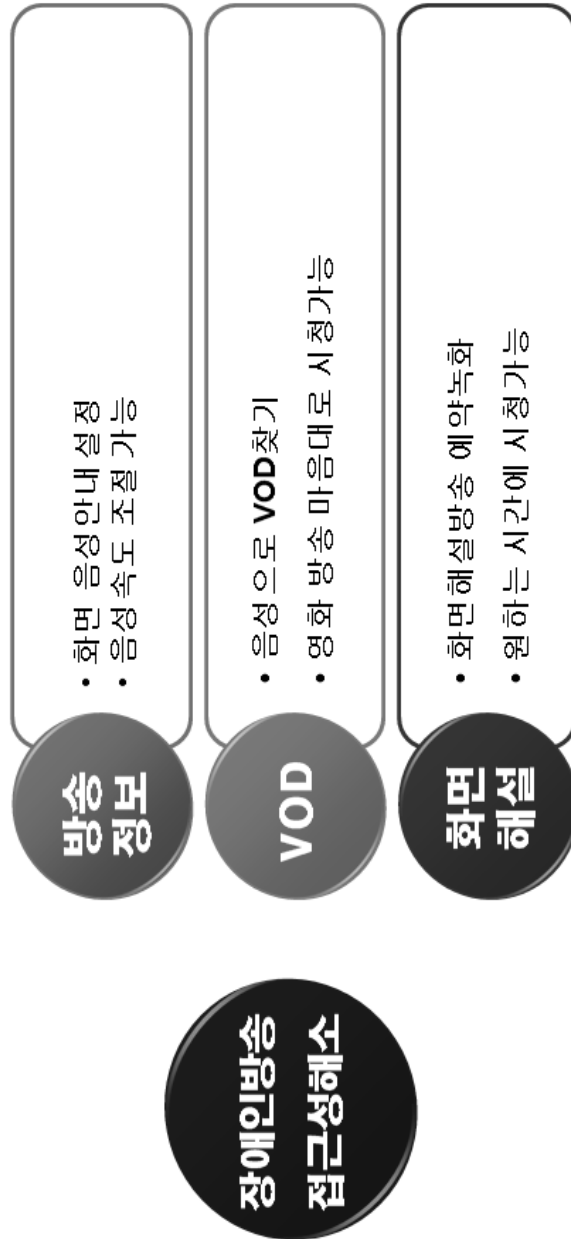 장애인방송
접근성해소
방송
정보
• 화면 음성안내 설정
• 음성 속도 조절 가능
VOD
• 음성으로 VOD찾기
• 영화 방송 마음대로 시청가능
화면
해설
• 화면해설방송 예약녹화
• 원하는 시간에 시청가능